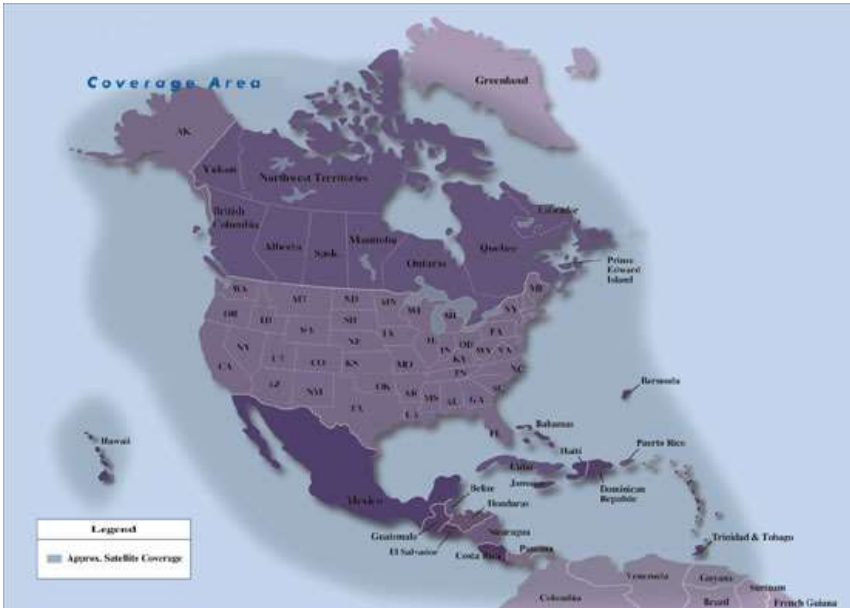 Coverage Area
Greenland
AK
Yukon
Northwest Territories
British
Columbia
Alberta
Sask.
Manitoba
Ontario
Quebec
Labrador
Prince
Edward
Island
WA
MT
ND
MN
WI
MI
NY
ME
OR
ID
WY
SD
IA
PA
NV
UT
NE
IL
IN
WV
VA
CA
CO
KS
MO
KY
TN
NC
AZ
NM
OK
AR
MS
AL
GA
SC
TX
LA
FL
Bermuda
Hawaii
Bahamas
Cuba
Haiti
Puerto Rico
Jamaica
Dominican
Republic
Mexico
Belize
Honduras
Guatemala
El Salvador
Nicaragua
Costa Rica
Panama
Trinidad & Tobago
Legend
Approx. Satellite Coverage
Colombia
Venezuela
Guyana
Surinam
Brazil
French Guiana